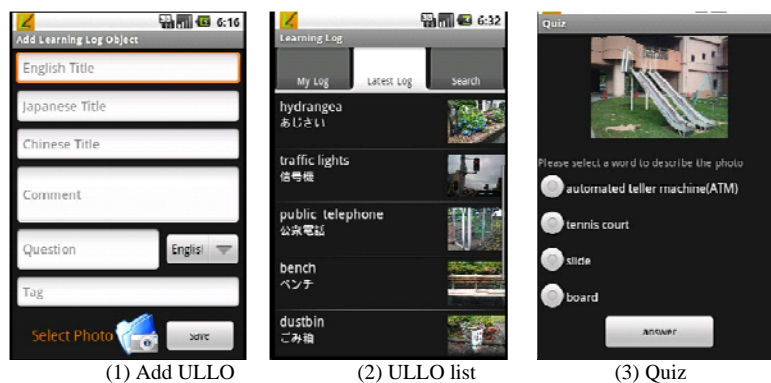 6:16
Add Learning Log Object
English Title
Japanese Title
Chinese Title
Comment
Question
Englisl
Tag
Select Photo
save
(1) Add ULLO
6:32
Learning Log
My Log
Latest Log
Search
hydrangea
あじさい
traffic lights
信号機
public telephone
公衆電話
bench
ベンチ
dustbin
ごみ箱
(2) ULLO list
Quiz
Please select a word to describe the photo
automated teller machine(ATM)
tennis court
slide
board
answer
(3) Quiz